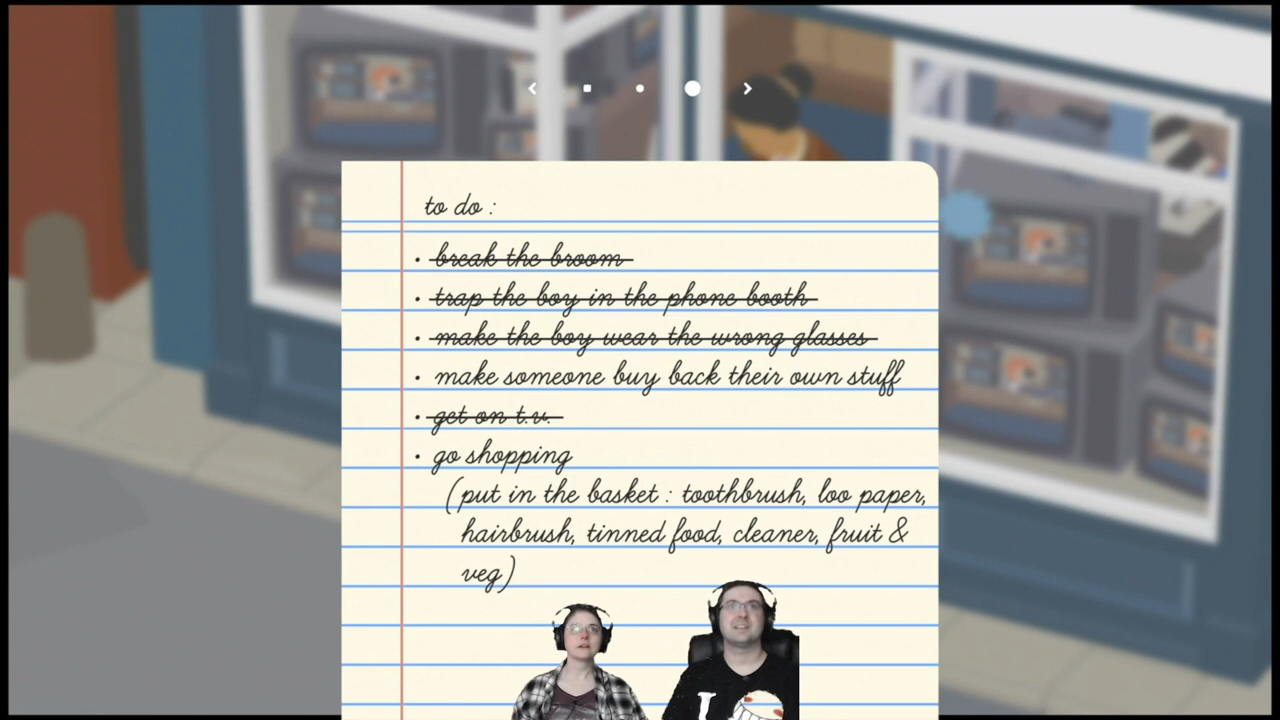 to do :
• break the broom
• trap the boy in the phone booth
• make the boy wear the wrong glasses
• make someone buy back their own stuff
• get on t.v.
• go shopping
(put in the basket : toothbrush, loo paper,
hairbrush, tinned food, cleaner, fruit &
veg)
I